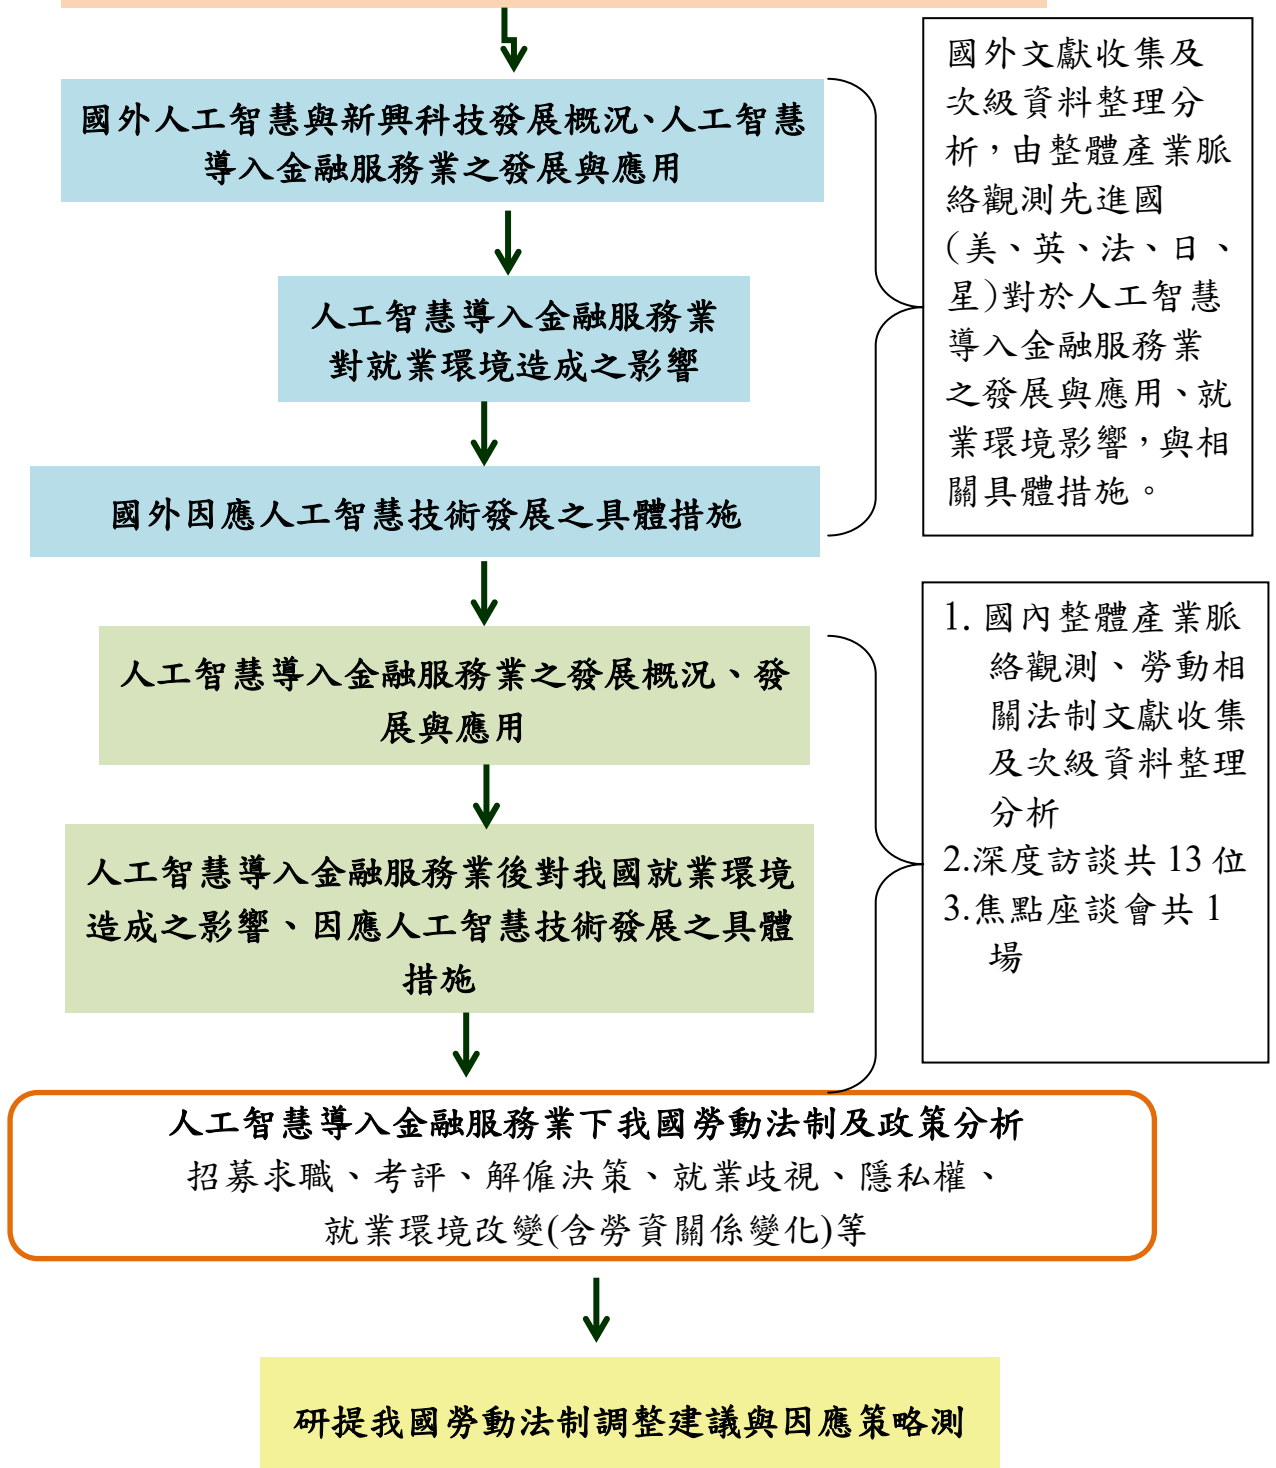 國外人工智慧與新興科技發展概況、人工智慧
導入金融服務業之發展與應用
人工智慧導入金融服務業
對就業環境造成之影響
國外因應人工智慧技術發展之具體措施
國外文獻收集及
次級資料整理分
析，由整體產業脈
絡觀測先進國
(美、英、法、日、
星)對於人工智慧
導入金融服務業
之發展與應用、就
業環境影響，與相
關具體措施。
人工智慧導入金融服務業之發展概況、發
展與應用
人工智慧導入金融服務業後對我國就業環境
造成之影響、因應人工智慧技術發展之具體
措施
1. 國內整體產業脈
絡觀測、勞動相
關法制文獻收集
及次級資料整理
分析
2.深度訪談共 13 位
3.焦點座談會共 1
場
人工智慧導入金融服務業下我國勞動法制及政策分析
招募求職、考評、解僱決策、就業歧視、隱私權、
就業環境改變(含勞資關係變化)等
研提我國勞動法制調整建議與因應策略測